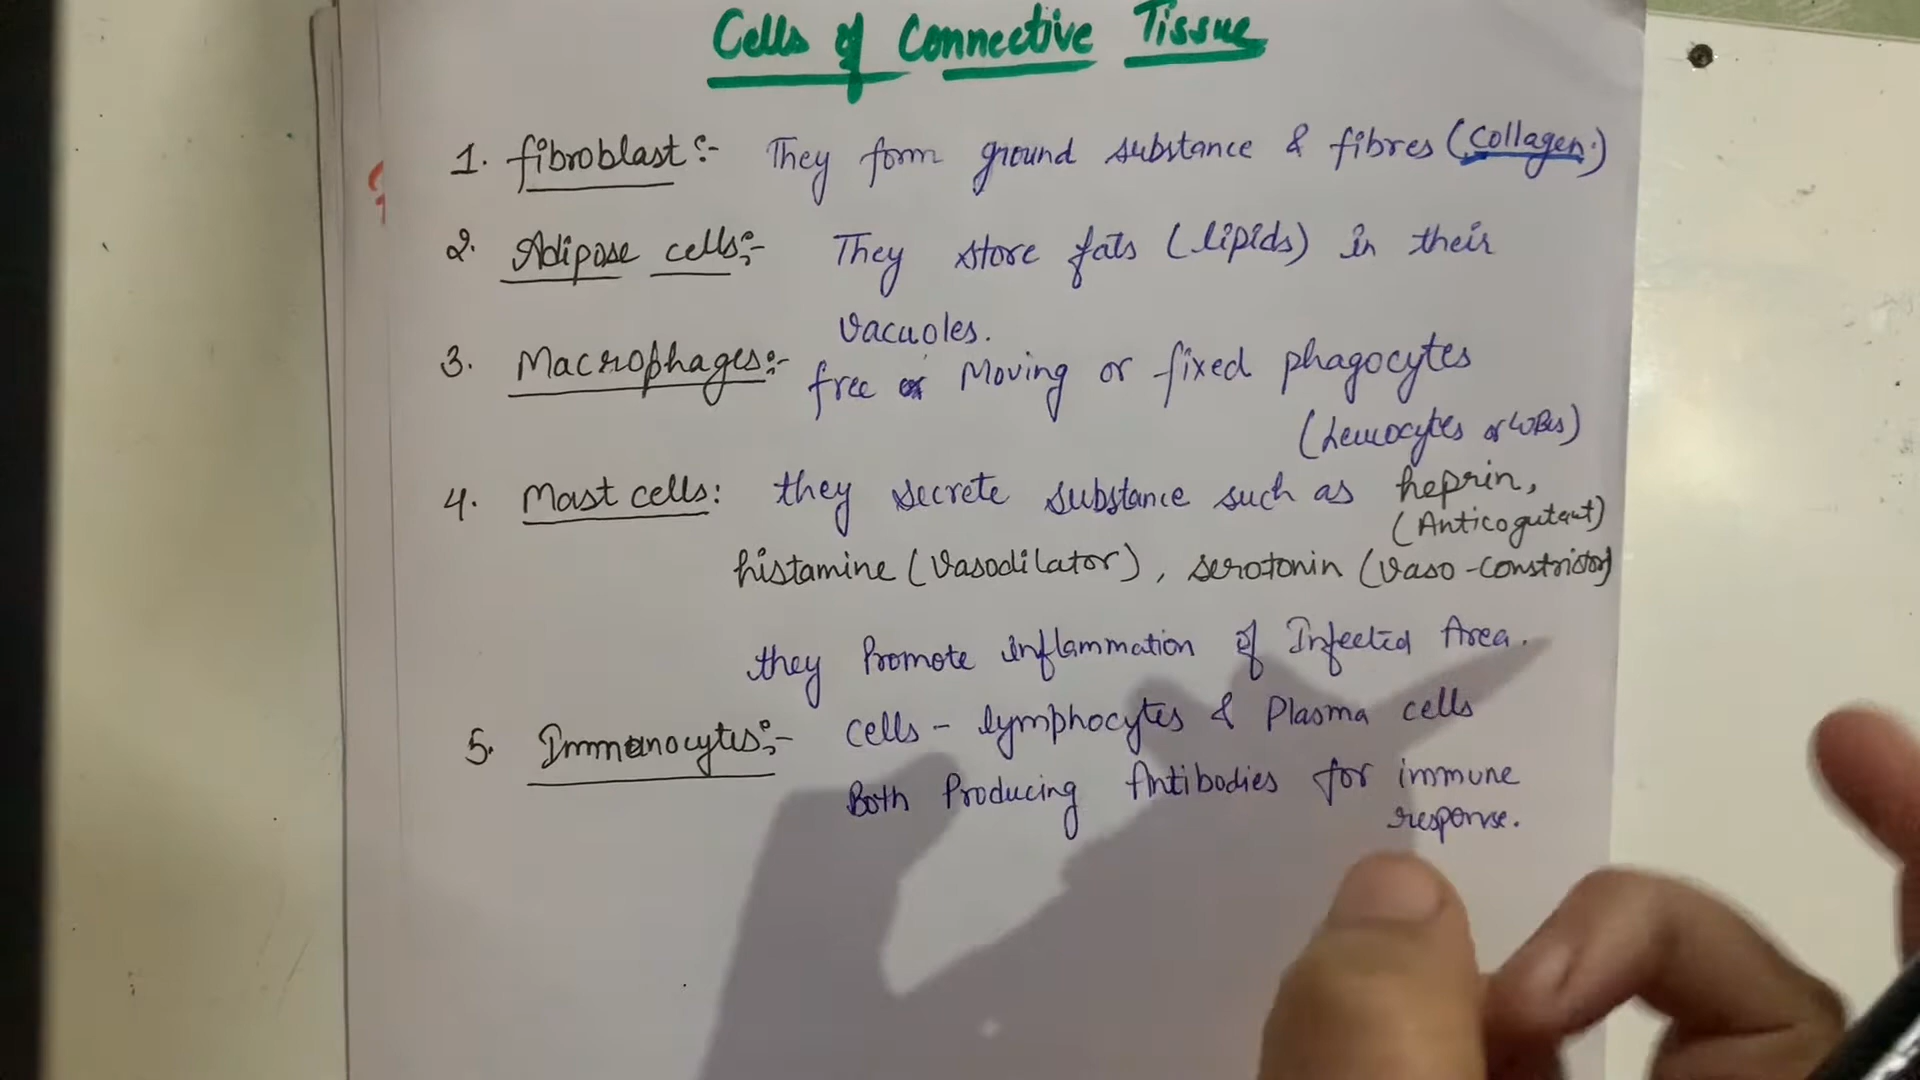 Cells of Connective Tissue
1. fibroblast :- They form ground substance & fibres (Collagen.)
2. Adipose cells:- They store fats (lipids) in their
Vacuoles.
3. Macrophages:- free or Moving or fixed phagocytes
(Leucocytes or WBCs)
4. Mast cells: they secrete substance such as heprin,
(Anticogutant)
histamine (Vasodilator), serotonin (Vaso-Constrictor)
they Promote inflammation of Infected Area.
5. Immonocytes:- Cells - lymphocytes & Plasma cells
Both Producing Antibodies for immune
response.